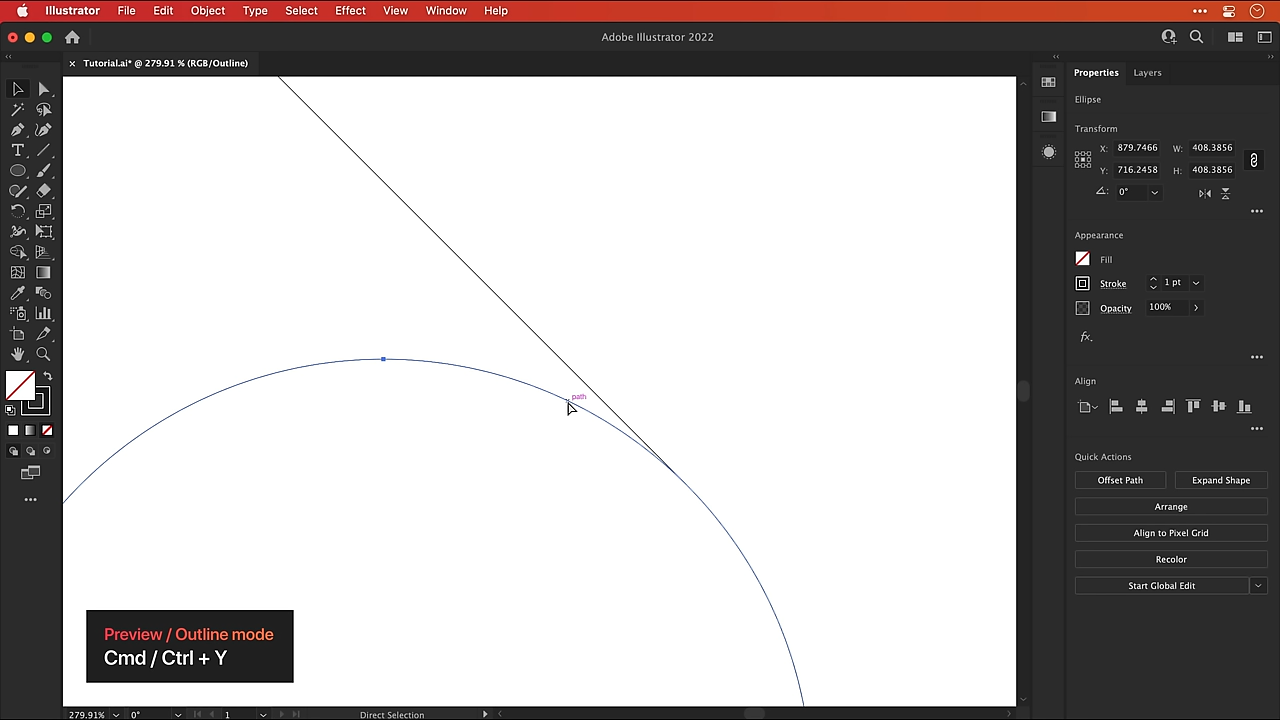 Illustrator File Edit Object Type Select Effect View Window Help
Adobe Illustrator 2022
Tutorial.ai* @ 279.91 % (RGB/Outline)
Properties Layers
Ellipse
Transform
X: 879.7466 W: 408.3856
Y: 716.2458 H: 408.3856
0°
Appearance
Fill
Stroke 1 pt
Opacity 100%
fx.
Align
Quick Actions
Offset Path Expand Shape
Arrange
Align to Pixel Grid
Recolor
Start Global Edit
path
Preview / Outline mode
Cmd / Ctrl + Y
279.91% 0° 1 Direct Selection